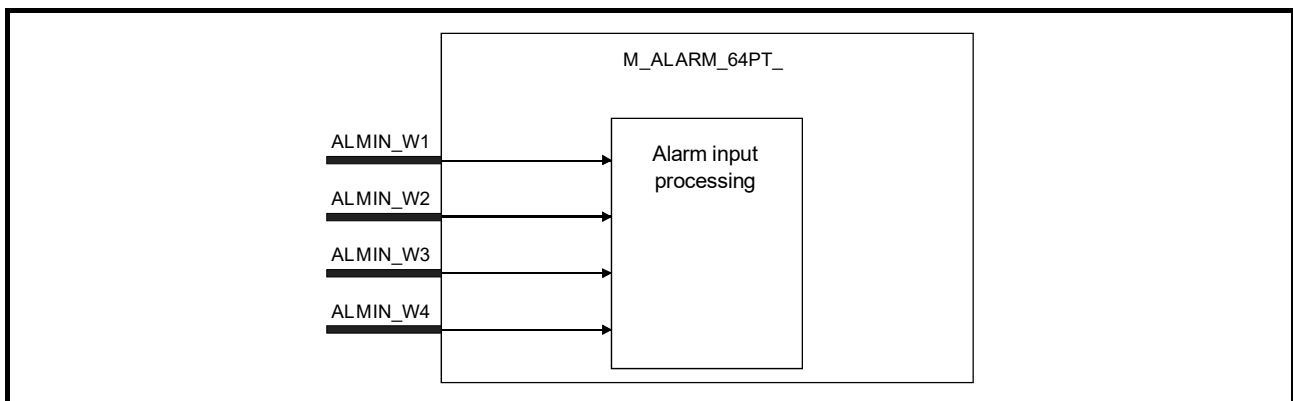 M_ALARM_64PT_
ALMIN_W1
Alarm input
processing
ALMIN_W2
ALMIN_W3
ALMIN_W4